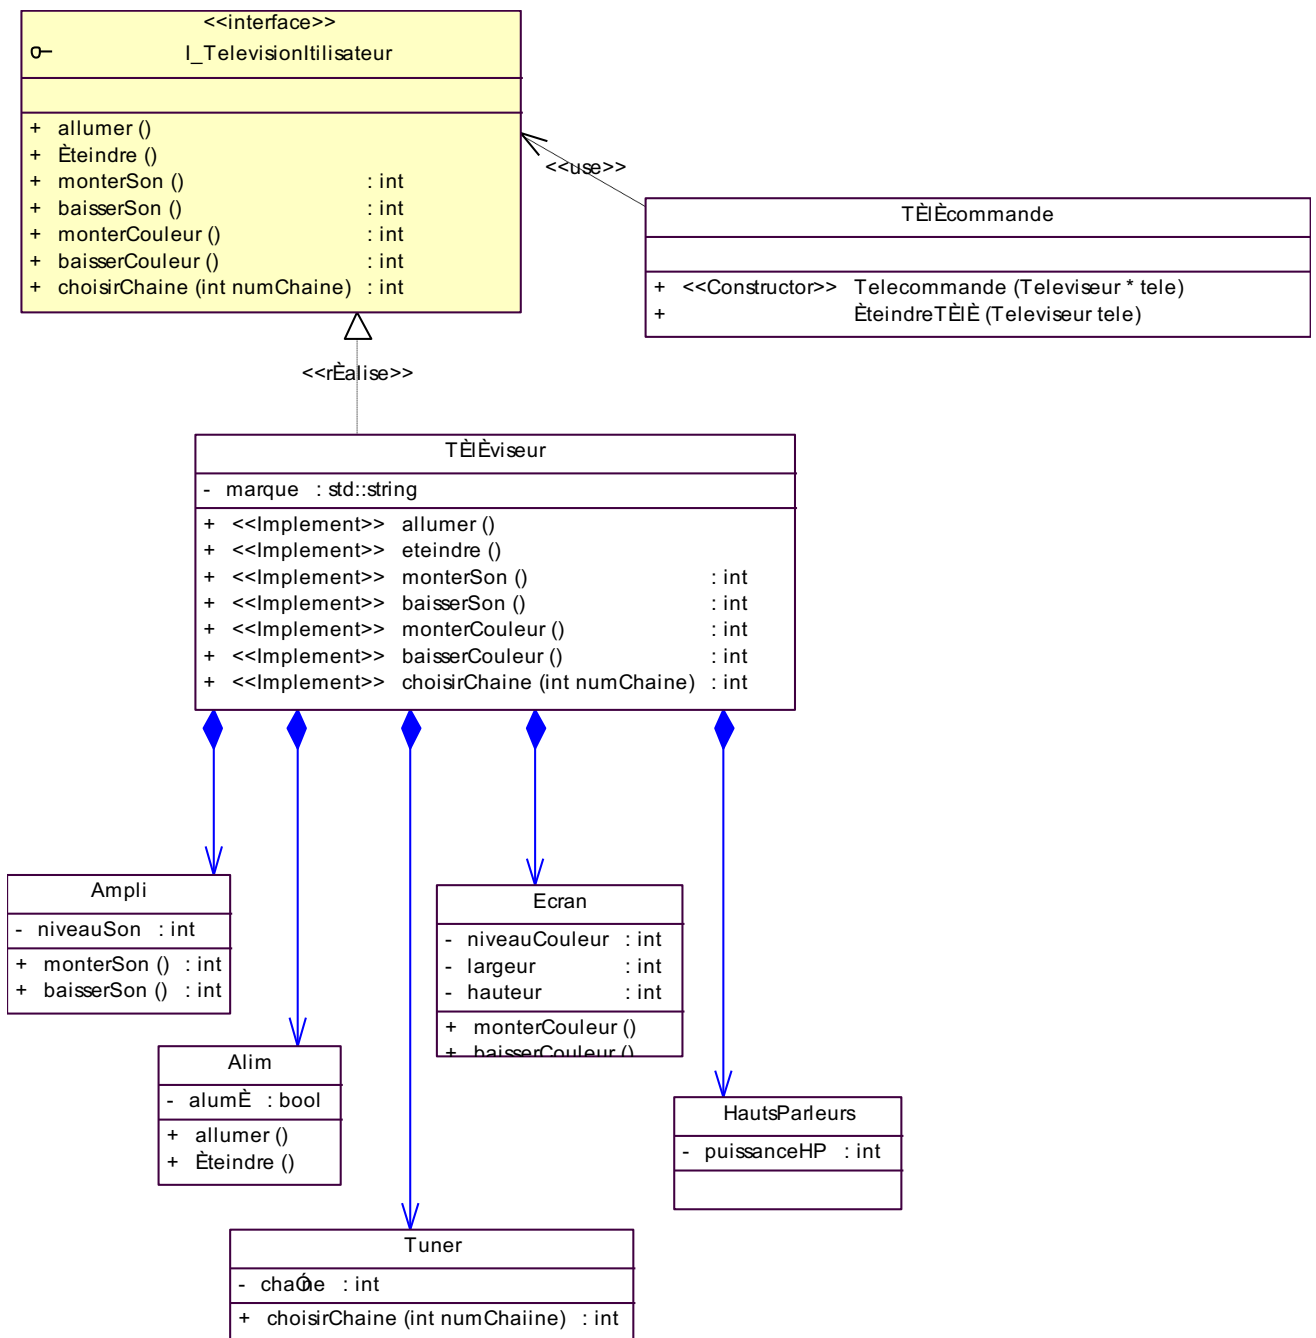 <<interface>>
I_TelevisionItilisateur
+ allumer ()
+ Èteindre ()
+ monterSon () : int
+ baisserSon () : int
+ monterCouleur () : int
+ baisserCouleur () : int
+ choisirChaine (int numChaine) : int
<<use>>
TÈlÈcommande
+ <<Constructor>> Telecommande (Televiseur * tele)
+ ÈteindreTÈlÈ (Televiseur tele)
<<rÈalise>>
TÈlÈviseur
- marque : std::string
+ <<Implement>> allumer ()
+ <<Implement>> eteindre ()
+ <<Implement>> monterSon () : int
+ <<Implement>> baisserSon () : int
+ <<Implement>> monterCouleur () : int
+ <<Implement>> baisserCouleur () : int
+ <<Implement>> choisirChaine (int numChaine) : int
Ampli
- niveauSon : int
+ monterSon () : int
+ baisserSon () : int
Ecran
- niveauCouleur : int
- largeur : int
- hauteur : int
+ monterCouleur ()
+ baisserCouleur ()
Alim
- alumÈ : bool
+ allumer ()
+ Èteindre ()
HautsParleurs
- puissanceHP : int
Tuner
- chaÓne : int
+ choisirChaine (int numChaiine) : int